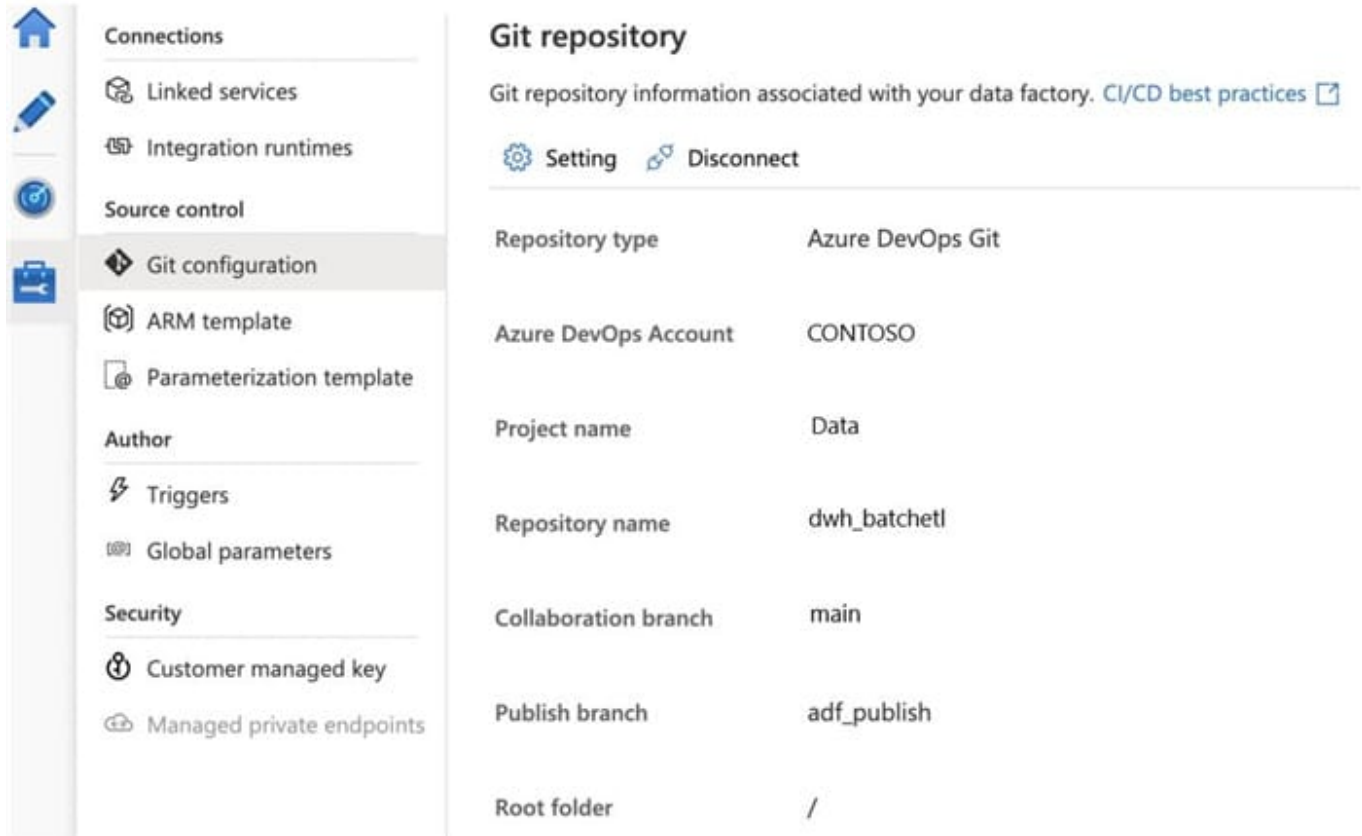 Connections
Linked services
Integration runtimes
Source control
Git configuration
ARM template
Parameterization template
Author
Triggers
Global parameters
Security
Customer managed key
Managed private endpoints
Git repository
Git repository information associated with your data factory. CI/CD best practices
Setting Disconnect
Repository type Azure DevOps Git
Azure DevOps Account CONTOSO
Project name Data
Repository name dwh_batchetl
Collaboration branch main
Publish branch adf_publish
Root folder /